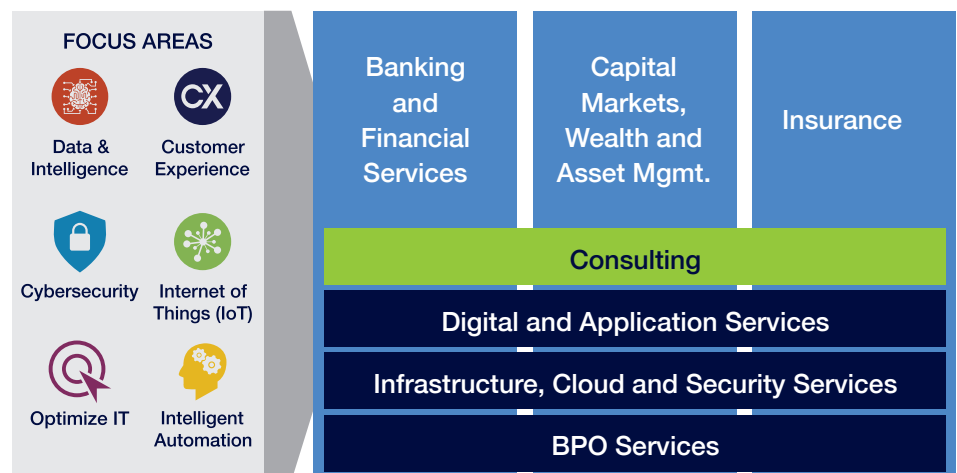 FOCUS AREAS
CX
Data &
Intelligence
Customer
Experience
Cybersecurity
Internet of
Things (IoT)
Optimize IT
Intelligent
Automation
Banking
and
Financial
Services
Capital
Markets,
Wealth and
Asset Mgmt.
Insurance
Consulting
Digital and Application Services
Infrastructure, Cloud and Security Services
BPO Services